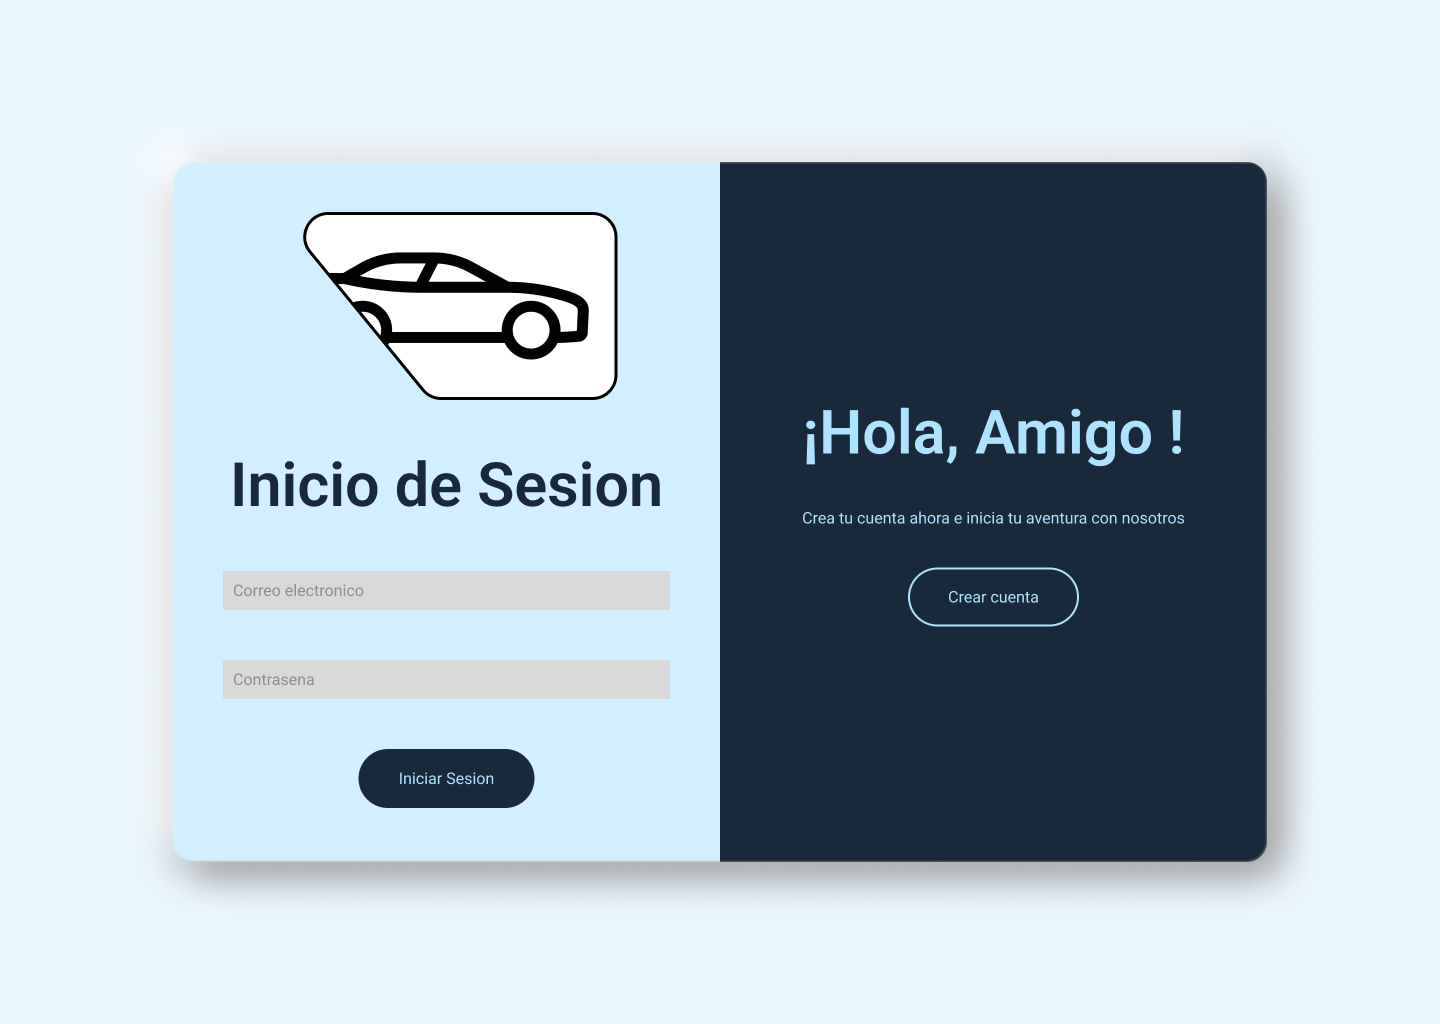 Inicio de Sesion
Correo electronico
Contrasena
Iniciar Sesion
¡Hola, Amigo !
Crea tu cuenta ahora e inicia tu aventura con nosotros
Crear cuenta